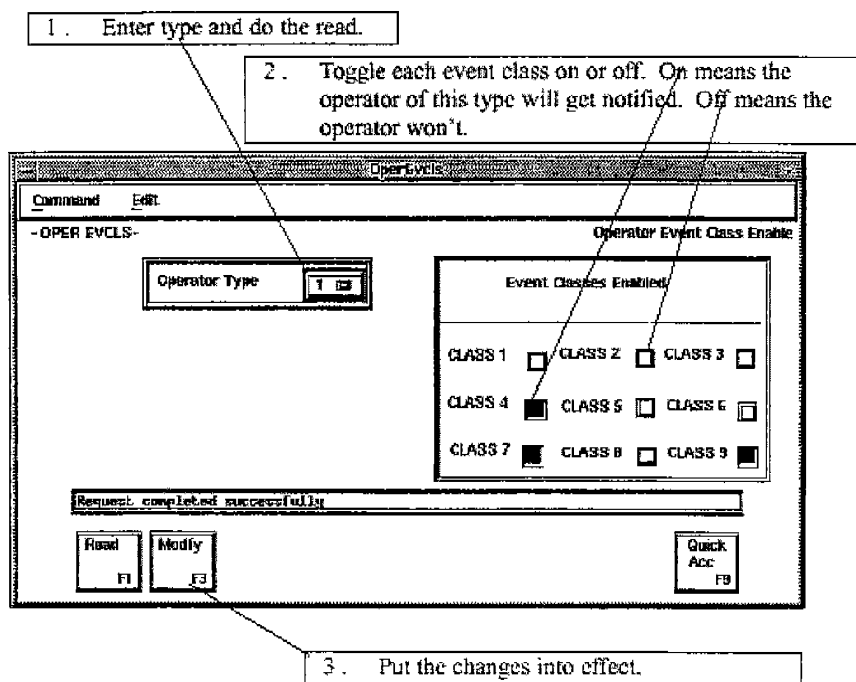 1 . Enter type and do the read.
2 . Toggle each event class on or off. On means the
operator of this type will get notified. Off means the
operator won't.
OperEvcls
Command Edit
-OPER EVCLS- Operator Event Class Enable
Operator Type 1
Event Classes Enabled
CLASS 1 CLASS 2 CLASS 3
CLASS 4 CLASS 5 CLASS 6
CLASS 7 CLASS 8 CLASS 9
Request completed successfully
Read F1
Modify F3
Quick Acc F9
3 . Put the changes into effect.